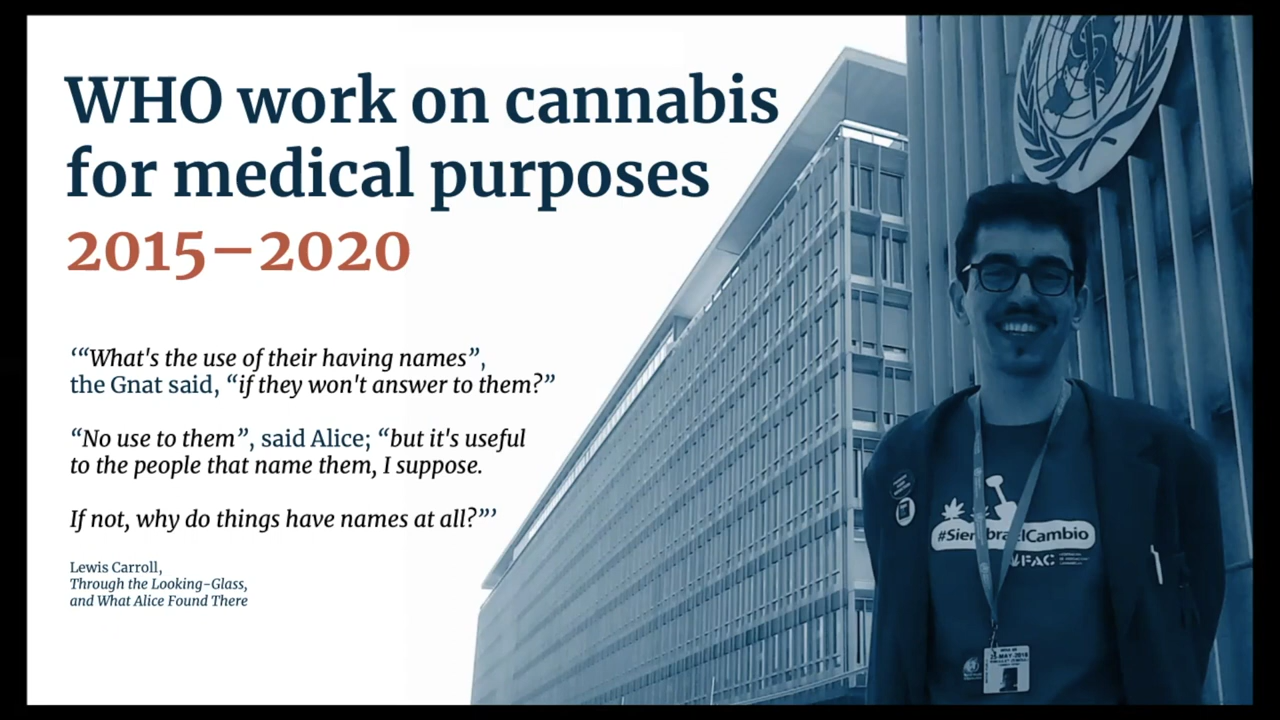 WHO work on cannabis
for medical purposes
2015–2020
‘“What's the use of their having names”,
the Gnat said, “if they won't answer to them?”
“No use to them”, said Alice; “but it's useful
to the people that name them, I suppose.
If not, why do things have names at all?”’
Lewis Carroll,
Through the Looking-Glass,
and What Alice Found There
#SiembraElCambio
FAC